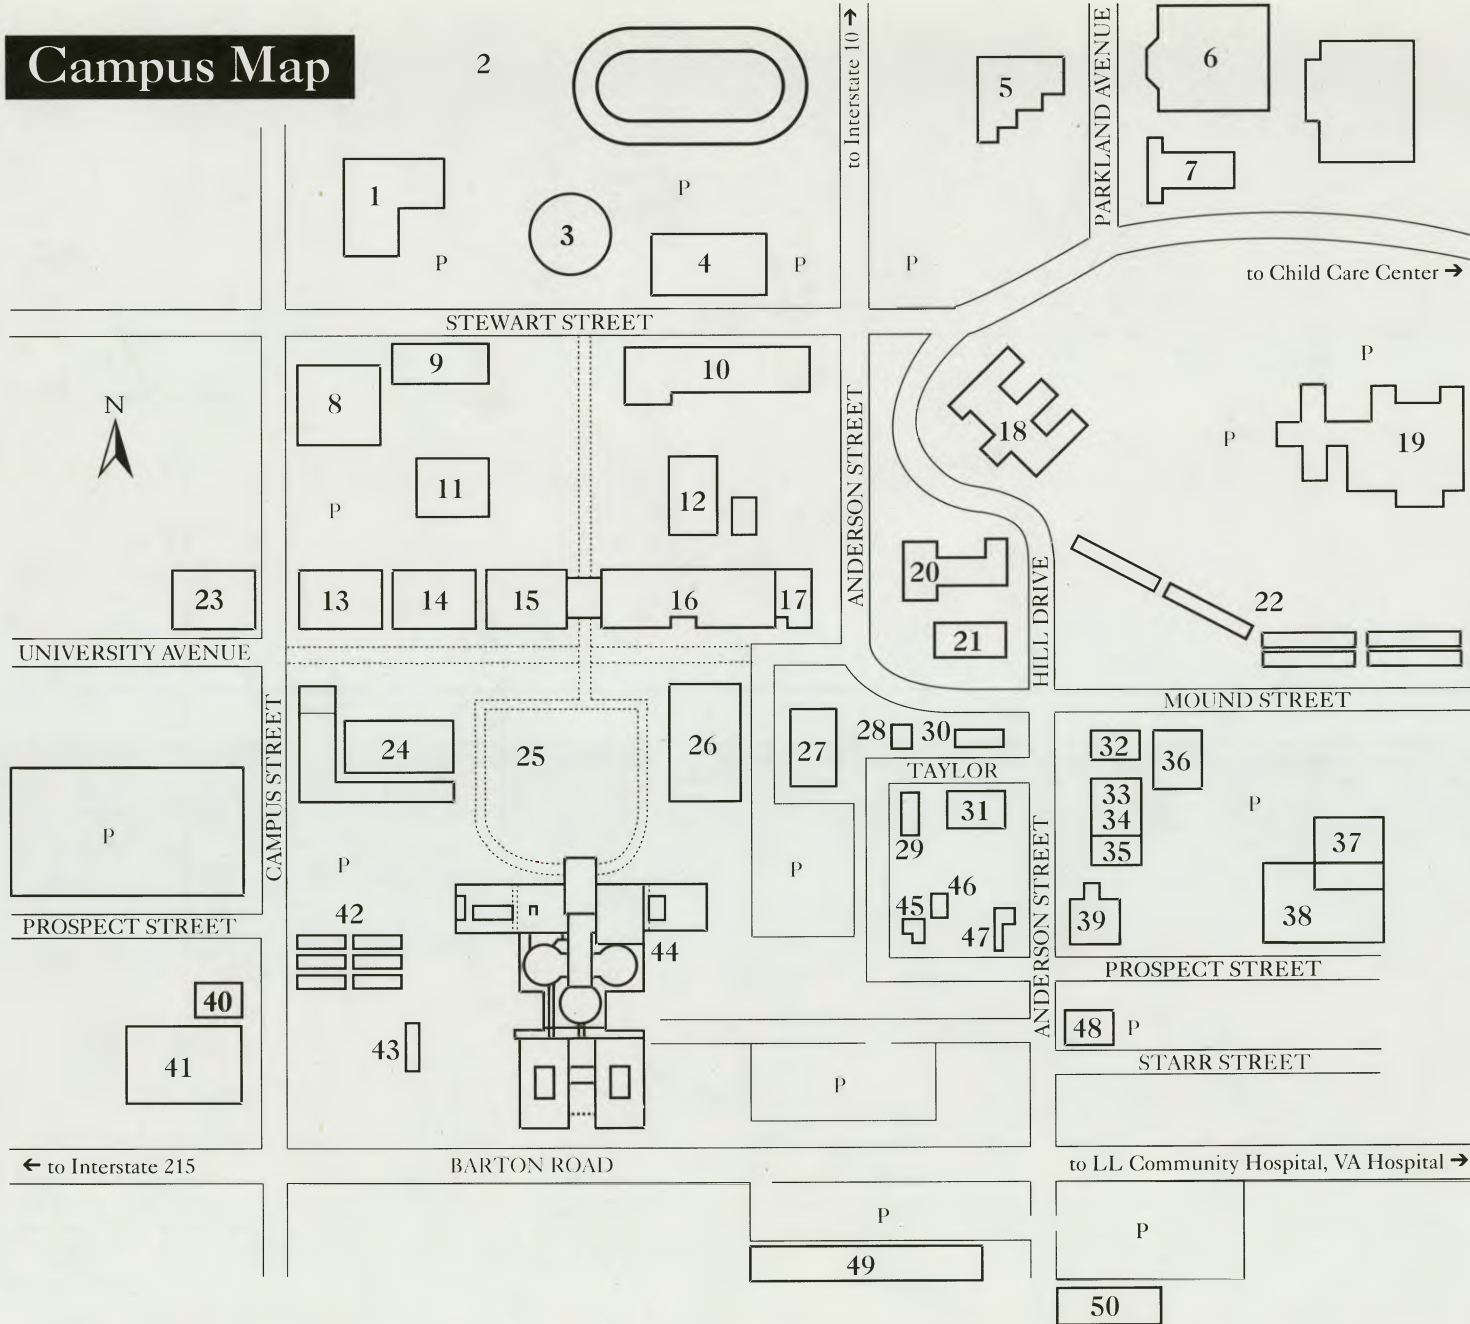 Campus Map
2
to Interstate 10 →
PARKLAND AVENUE
5
6
7
1
P
3
4
P
P
P
P
to Child Care Center →
STEWART STREET
9
10
8
N
ANDERSON STREET
18
P
P
19
11
12
P
23
13
14
15
16
17
20
21
HILL DRIVE
22
UNIVERSITY AVENUE
MOUND STREET
CAMPUS STREET
24
25
26
27
28
30
TAYLOR
32
36
33
34
35
P
31
29
37
38
P
P
P
PROSPECT STREET
42
44
45
46
47
ANDERSON STREET
39
PROSPECT STREET
40
41
43
48
P
STARR STREET
P
← to Interstate 215
BARTON ROAD
to LL Community Hospital, VA Hospital →
P
P
49
50